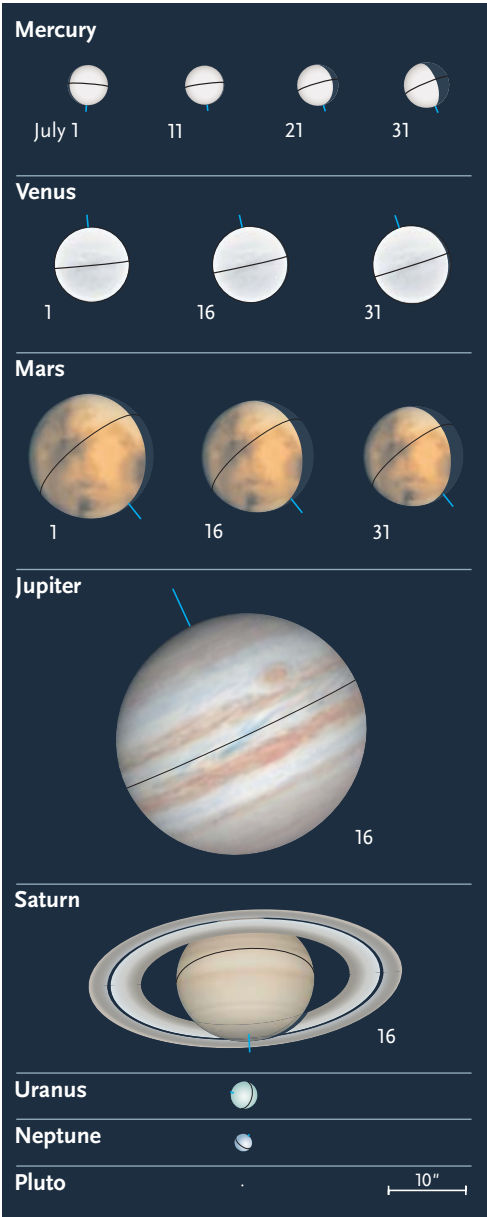 Mercury
July 1 11 21 31
Venus
1 16 31
Mars
1 16 31
Jupiter
16
Saturn
16
Uranus
Neptune
Pluto
10"